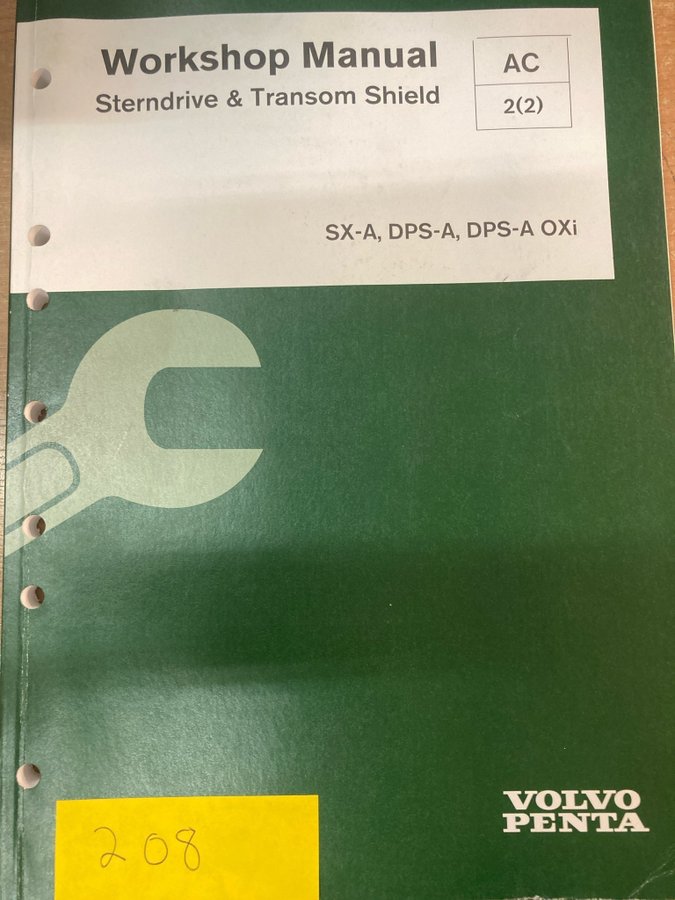 Workshop Manual
Sterndrive & Transom Shield
AC
2(2)
SX-A, DPS-A, DPS-A OXi
VOLVO
PENTA
208